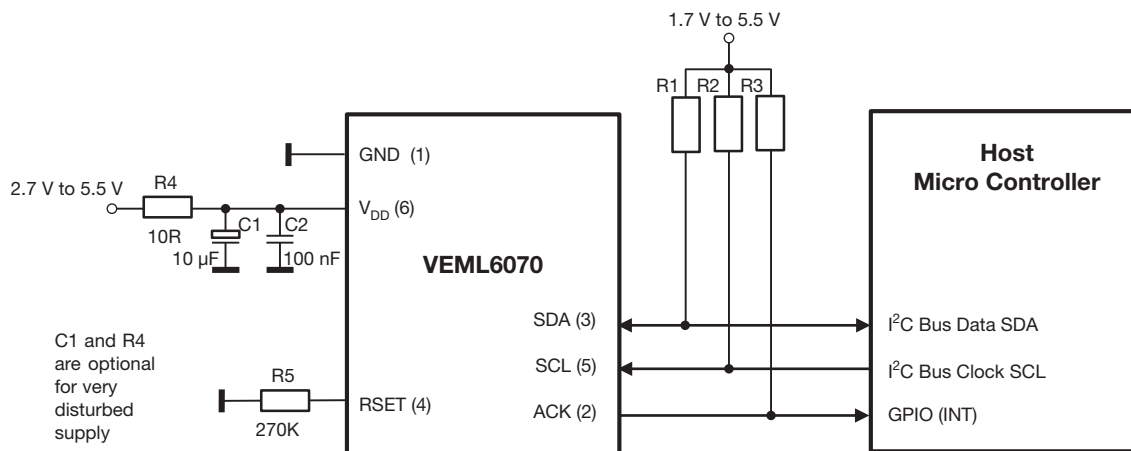 1.7 V to 5.5 V
R1 R2 R3
GND (1)
2.7 V to 5.5 V
R4
10R
C1
10 µF
C2
100 nF
V_DD (6)
VEML6070
Host
Micro Controller
SDA (3)
SCL (5)
ACK (2)
I²C Bus Data SDA
I²C Bus Clock SCL
GPIO (INT)
C1 and R4
are optional
for very
disturbed
supply
R5
270K
RSET (4)